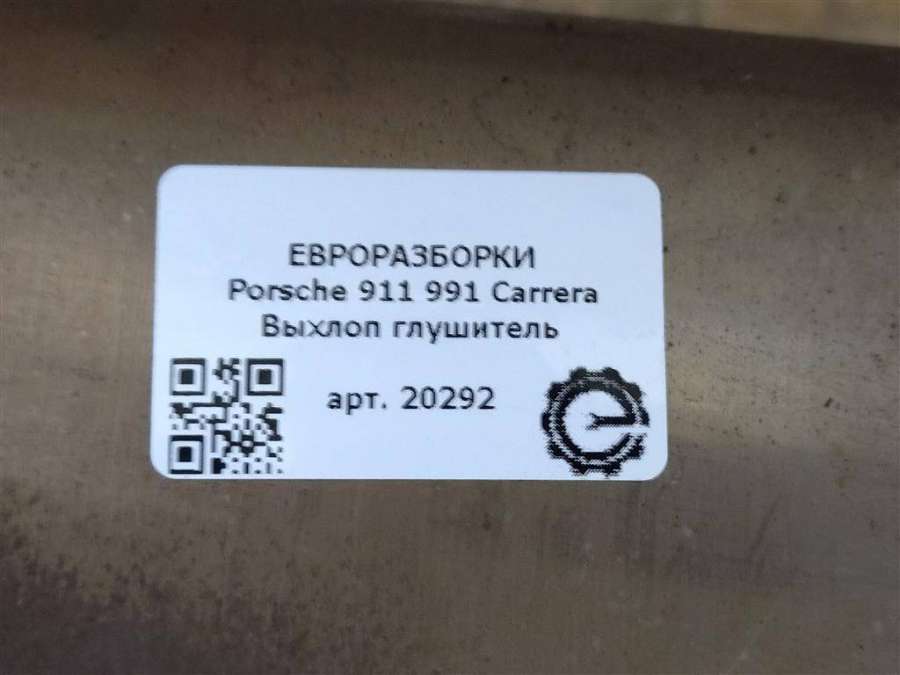 ЕВРОРАЗБОРКИ
Porsche 911 991 Carrera
Выхлоп глушитель
арт. 20292